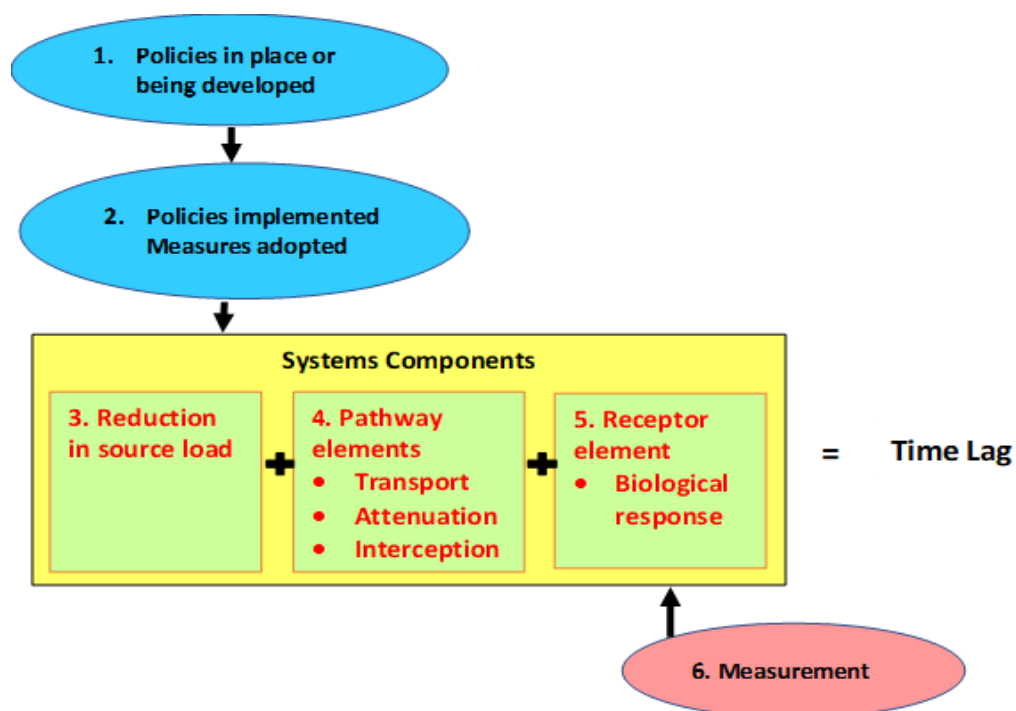 1. Policies in place or
being developed
2. Policies implemented
Measures adopted
Systems Components
3. Reduction
in source load
+
4. Pathway
elements
• Transport
• Attenuation
• Interception
+
5. Receptor
element
• Biological
response
= Time Lag
6. Measurement